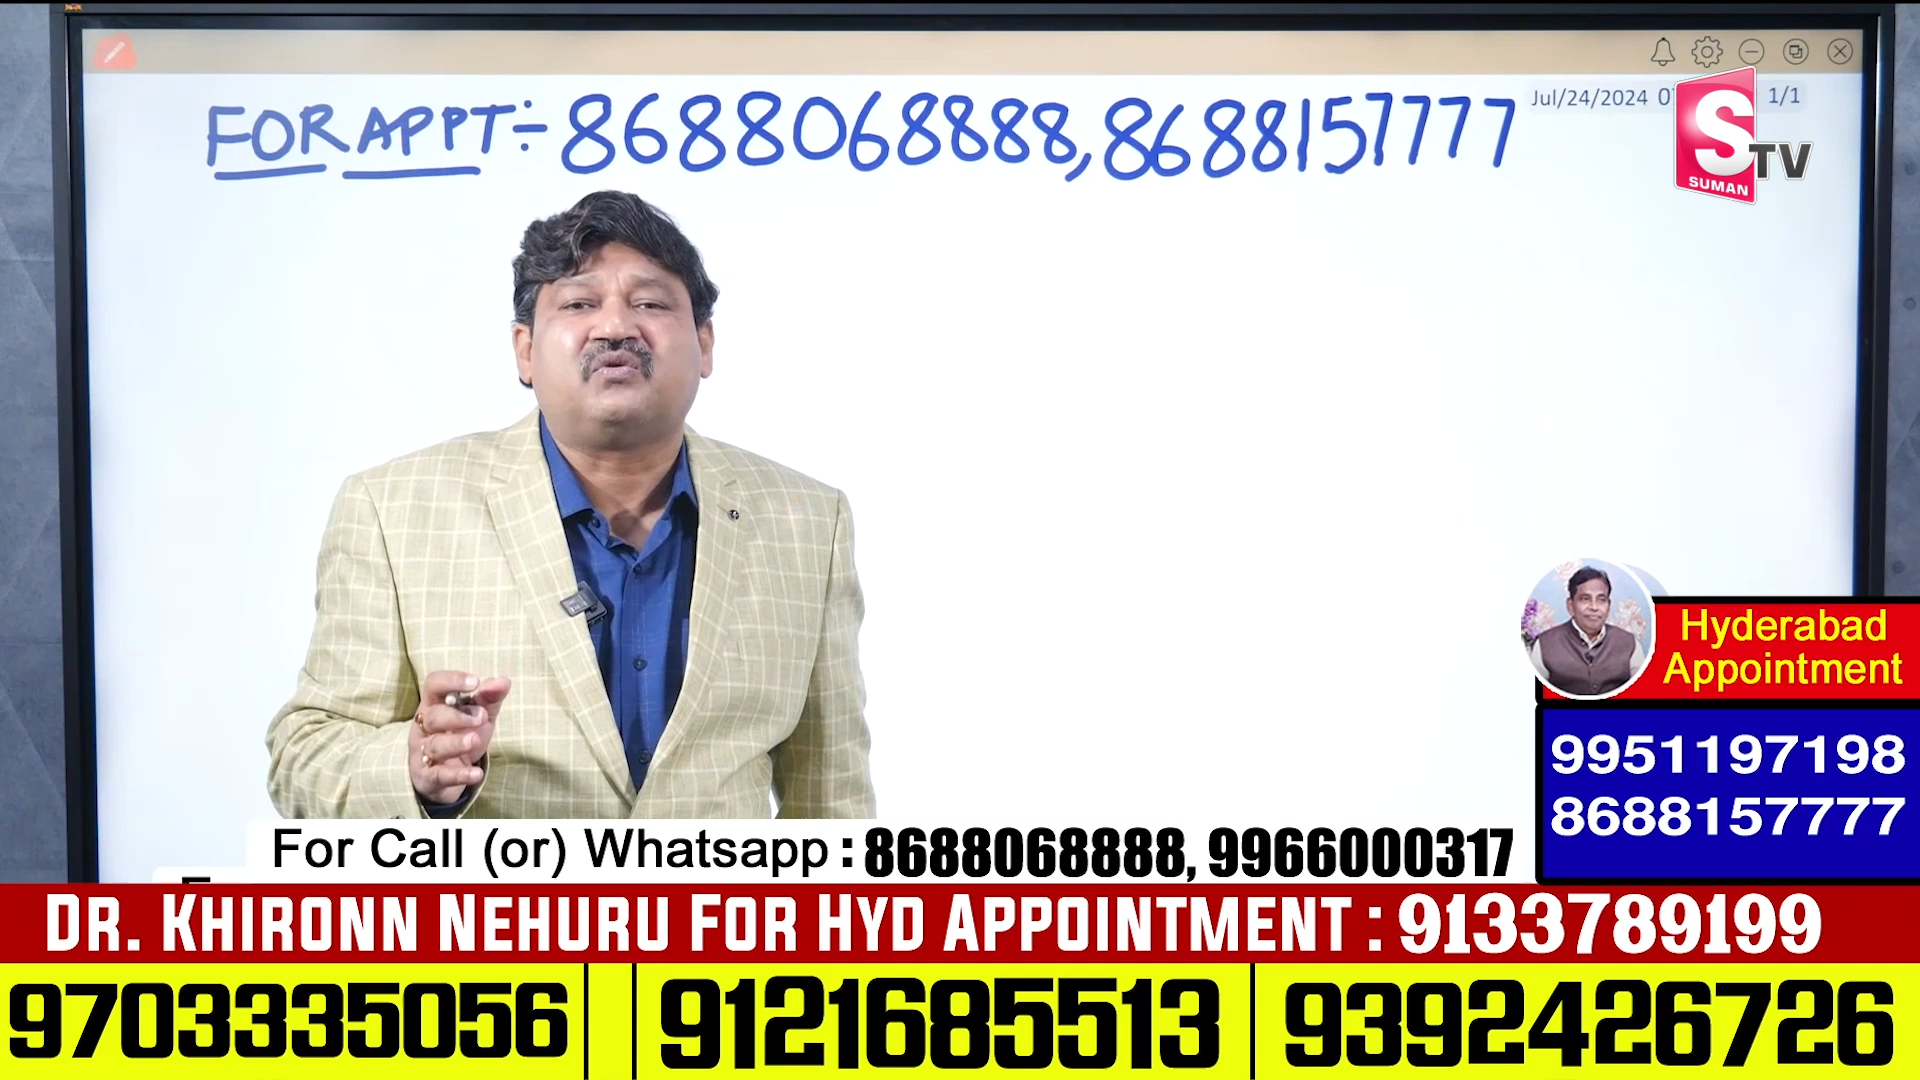 Jul/24/2024 1/1
FOR APPT:- 8688068888, 8688157777
S TV
SUMAN
Hyderabad
Appointment
9951197198
8688157777
For Call (or) Whatsapp : 8688068888, 9966000317
DR. KHIRONN NEHURU FOR HYD APPOINTMENT : 9133789199
9703335056 9121685513 9392426726